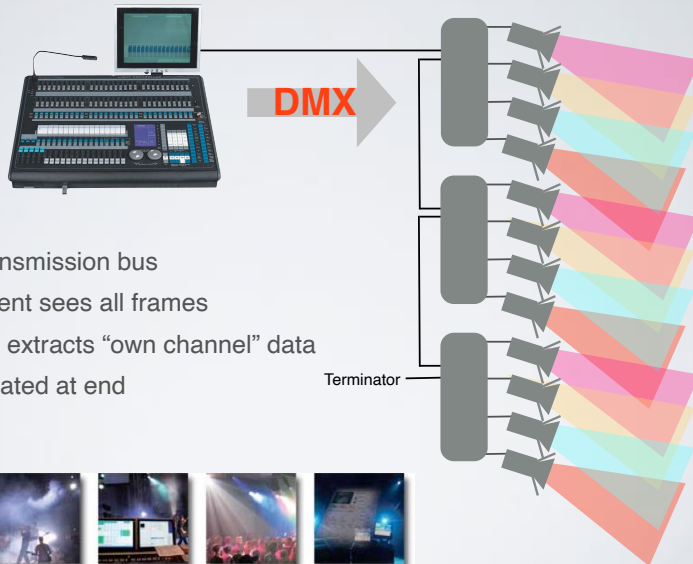 DMX
nsmission bus
ent sees all frames
extracts “own channel” data
ated at end
Terminator